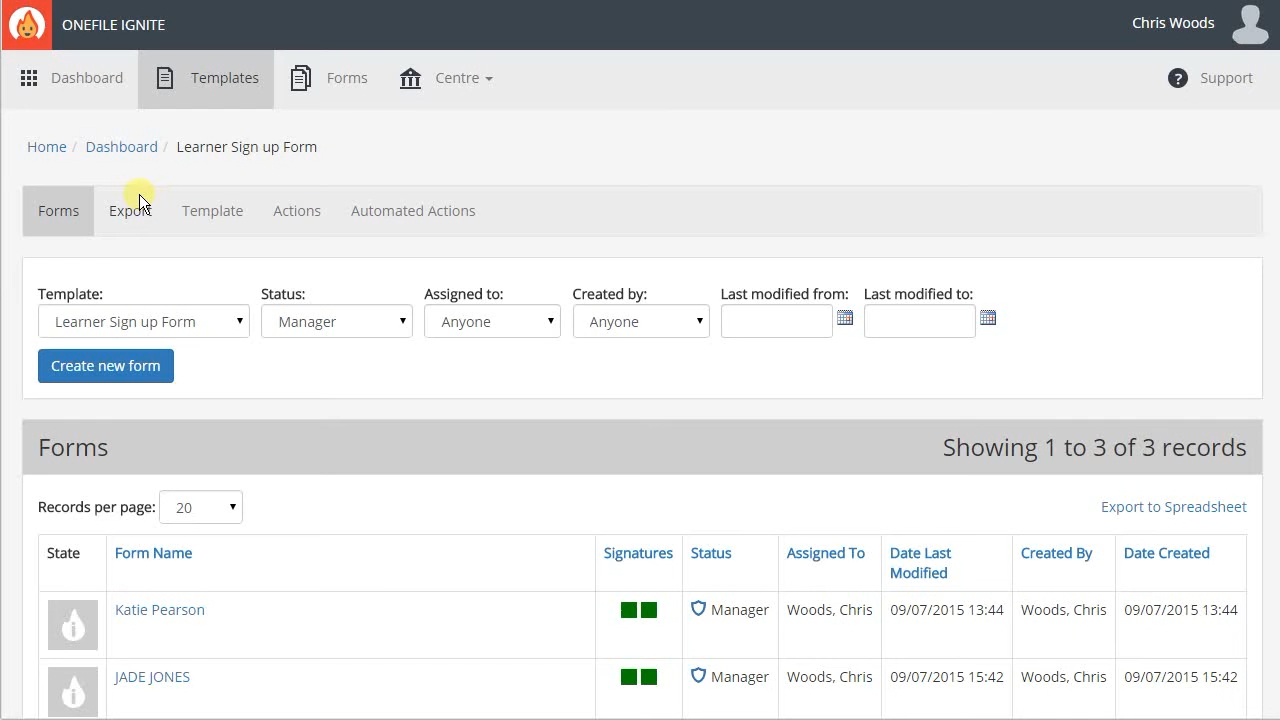 ONEFILE IGNITE
Chris Woods
Dashboard Templates Forms Centre Support
Home / Dashboard / Learner Sign up Form
Forms Export Template Actions Automated Actions
Template: Status: Assigned to: Created by: Last modified from: Last modified to:
Learner Sign up Form Manager Anyone Anyone
Create new form
Forms Showing 1 to 3 of 3 records
Records per page: 20 Export to Spreadsheet
State Form Name Signatures Status Assigned To Date Last Modified Created By Date Created
Katie Pearson Manager Woods, Chris 09/07/2015 13:44 Woods, Chris 09/07/2015 13:44
JADE JONES Manager Woods, Chris 09/07/2015 15:42 Woods, Chris 09/07/2015 15:42